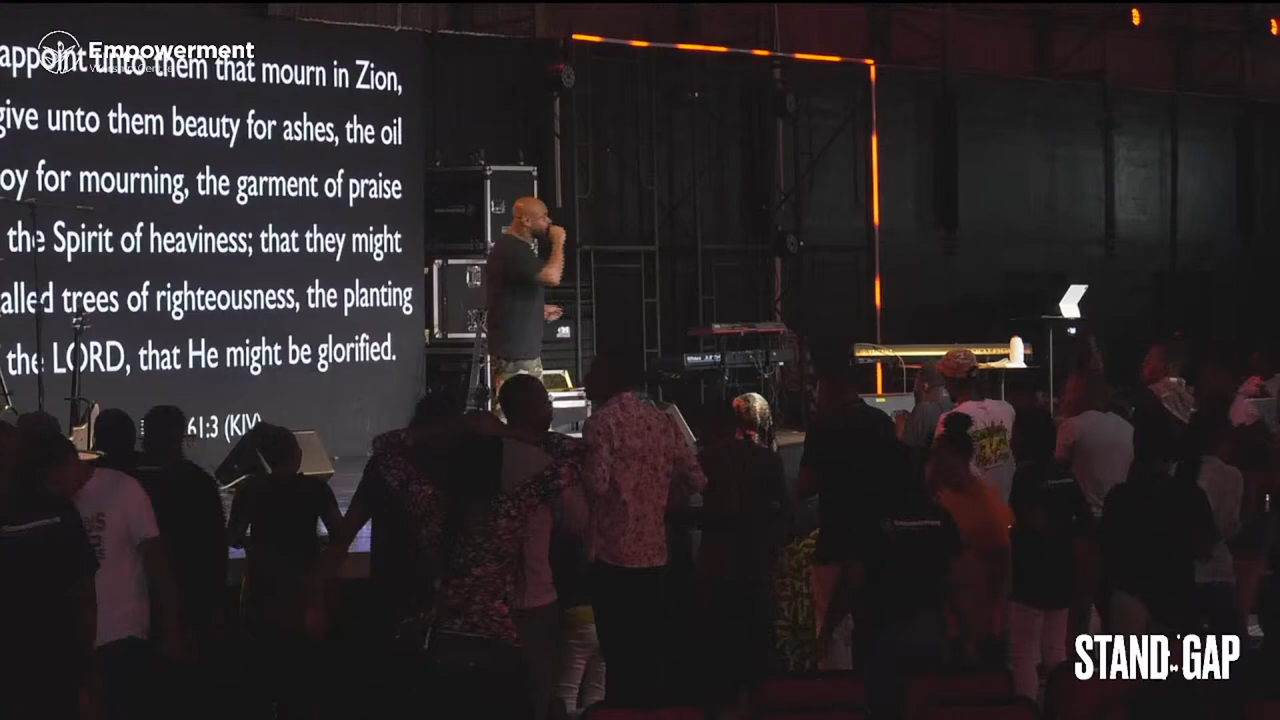 Empowerment
appoint unto them that mourn in Zion,
give unto them beauty for ashes, the oil
oy for mourning, the garment of praise
the Spirit of heaviness; that they might
alled trees of righteousness, the planting
the LORD, that He might be glorified.
61:3 (KJV)
STAND GAP